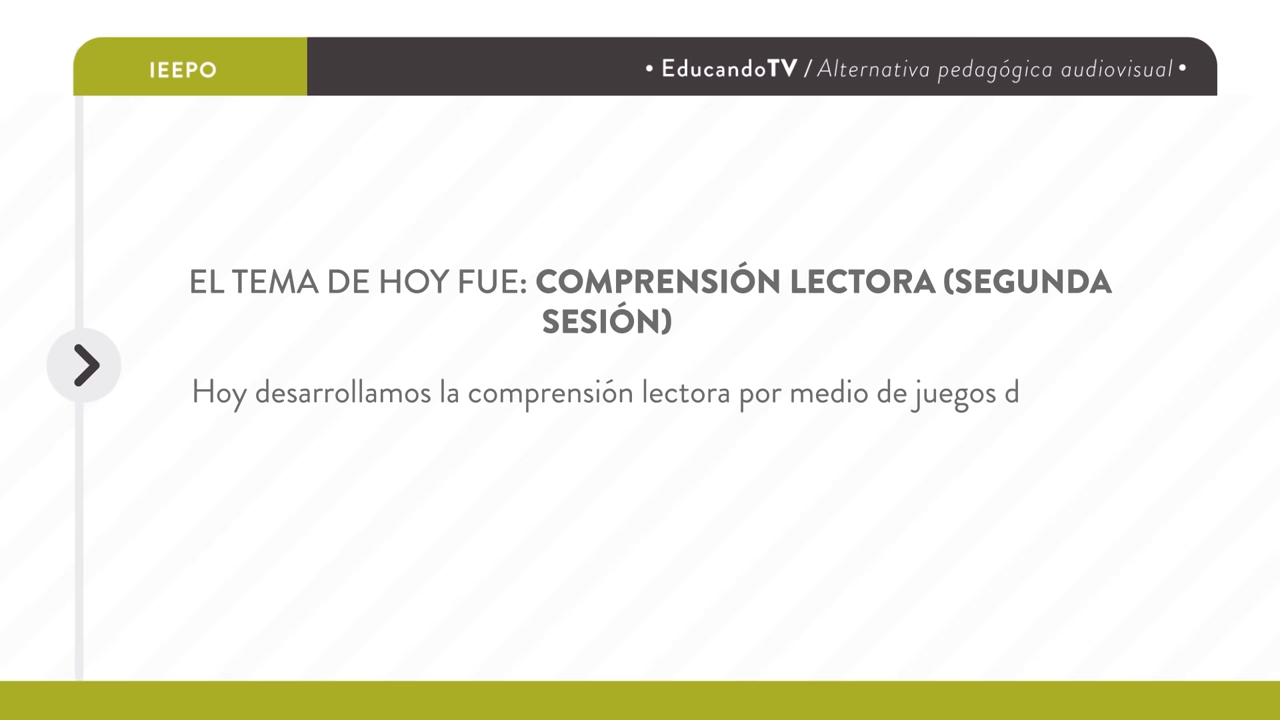 IEEPO
• EducandoTV / Alternativa pedagógica audiovisual •
EL TEMA DE HOY FUE: COMPRENSIÓN LECTORA (SEGUNDA
SESIÓN)
Hoy desarrollamos la comprensión lectora por medio de juegos d